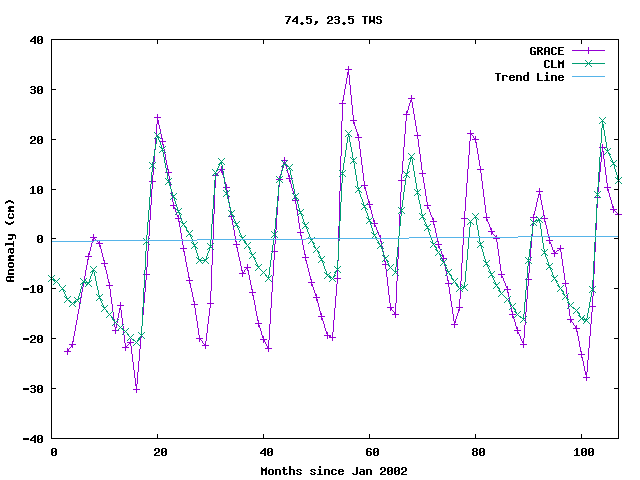 74.5, 23.5 TWS
GRACE
CLM
Trend Line
Anomaly (cm)
40
30
20
10
0
-10
-20
-30
-40
0 20 40 60 80 100
Months since Jan 2002